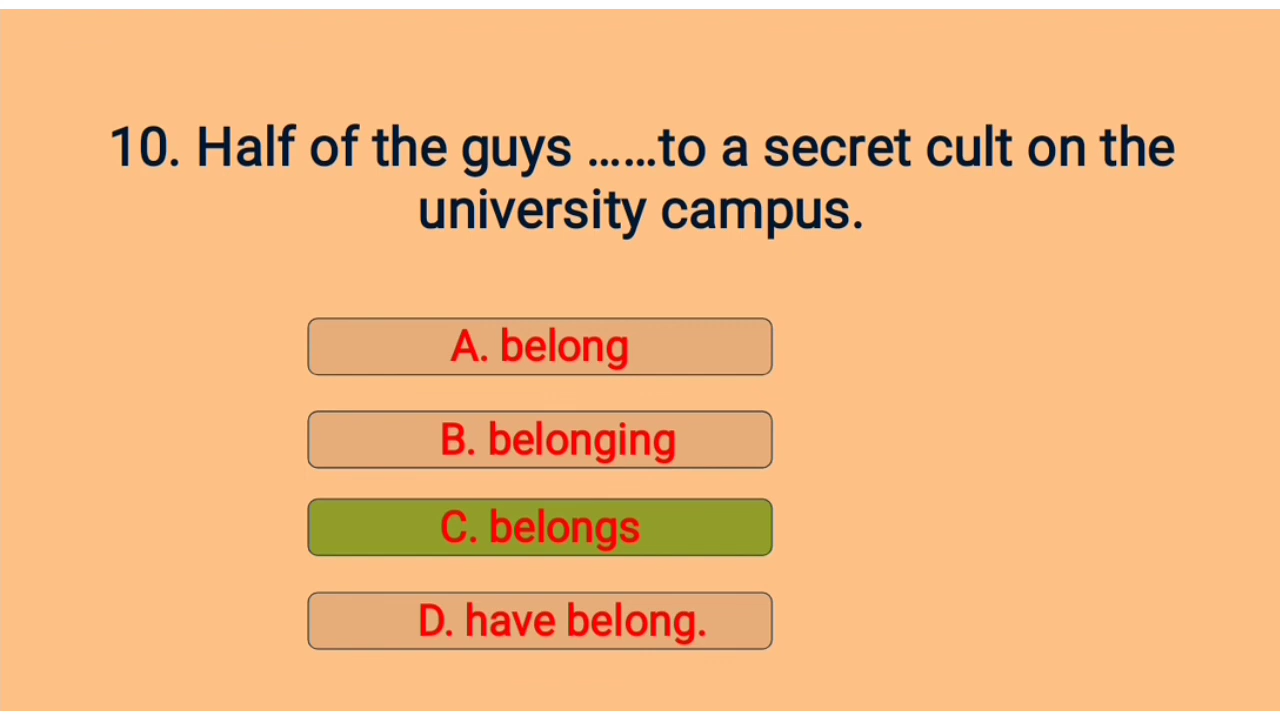 10. Half of the guys ......to a secret cult on the
university campus.
A. belong
B. belonging
C. belongs
D. have belong.